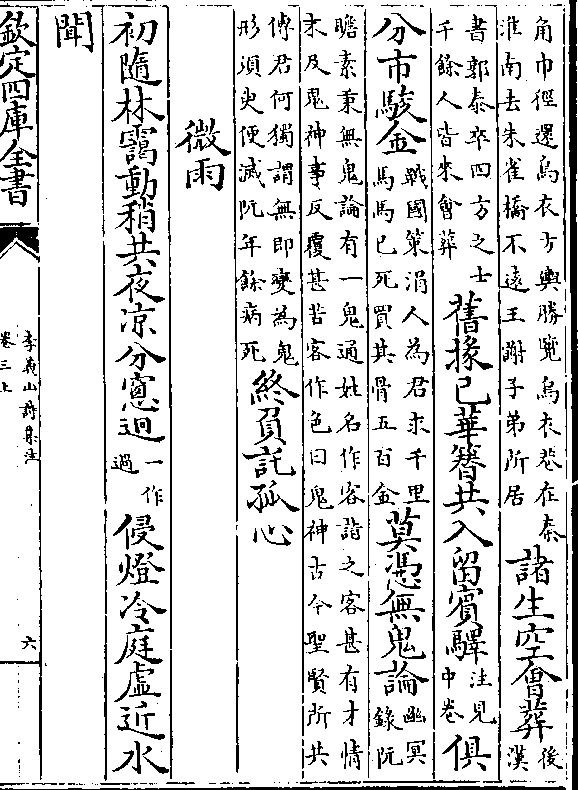 角巾徑還烏衣方輿勝覽烏衣巷在秦
淮南去朱雀橋不逺王謝子弟所居
諸生空會葬後
漢
書郭泰卒四方之士
千餘人皆來會葬
舊掾已華簪共入留賓驛注見
中卷
俱
分市駿金戰國策涓人為君求千里
馬馬已死買其骨五百金
莫憑無鬼論幽冥
錄阮
瞻素秉無鬼論有一鬼通姓名作客詣之客甚有才情
末及鬼神事反覆甚苦客作色曰鬼神古今聖賢所共
傅君何獨謂無即變為鬼
形須臾便滅阮年餘病死
終負託孤心
微雨
初隨林靄動稍共夜凉分窻迥一作
過
侵燈冷庭虚近水
聞
欽定四庫全書
李義山詩集注
卷三上
六